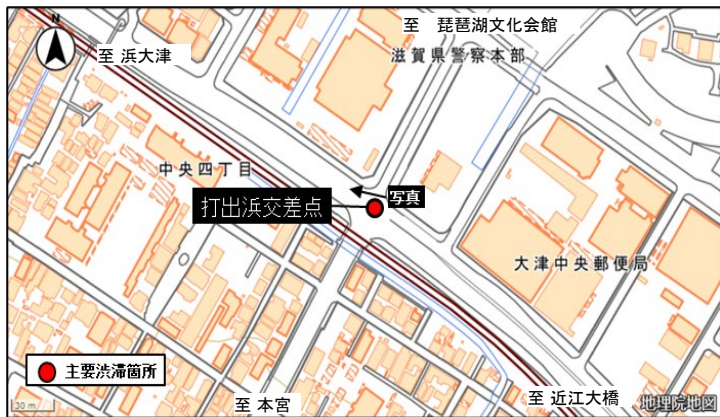 N
至 浜大津
至 琵琶湖文化会館
滋賀県警察本部
中央四丁目
写真
打出浜交差点
大津中央郵便局
主要渋滞箇所
至 本宮
至 近江大橋
30 m
地理院地図